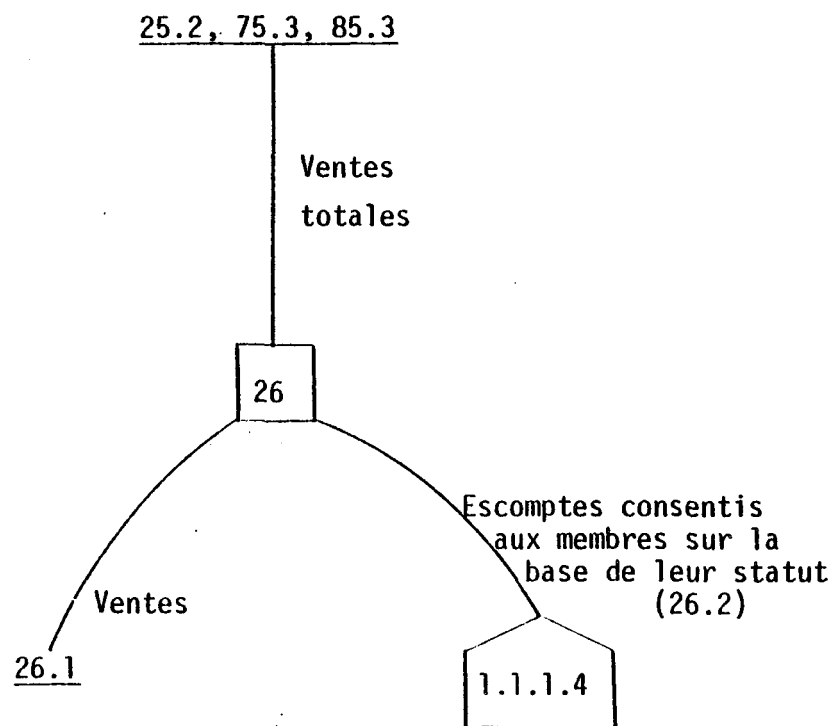 25.2, 75.3, 85.3
Ventes
totales
26
Escomptes consentis
aux membres sur la
base de leur statut
(26.2)
Ventes
26.1
1.1.1.4